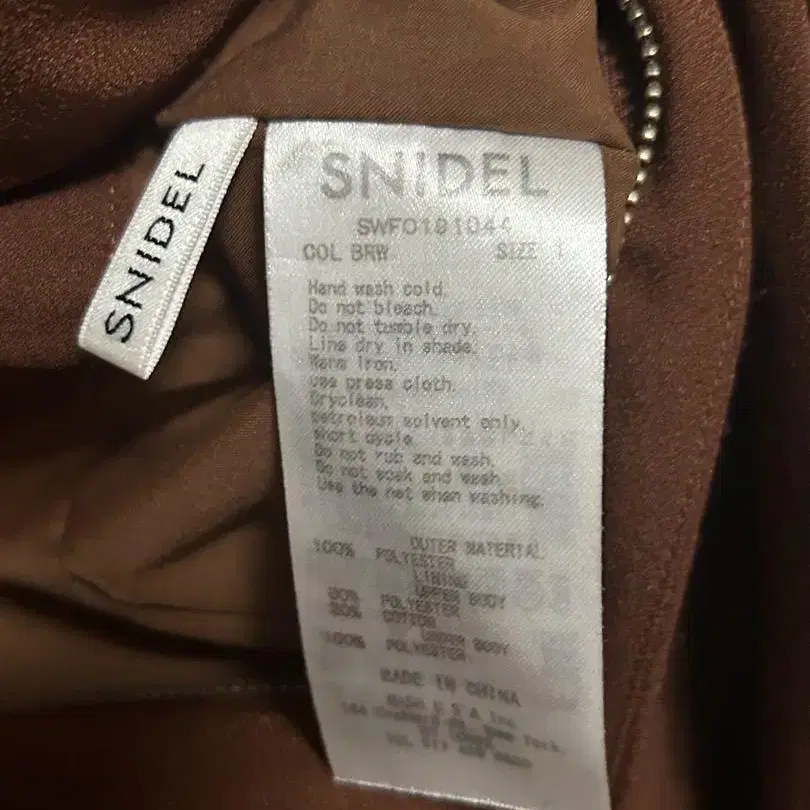 SNIDEL
SNIDEL
SWFO191044
COL BRW SIZE 1
Hand wash cold.
Do not bleach.
Do not tumble dry.
Line dry in shade.
Warm iron.
use press cloth.
Dryclean.
petroleum solvent only.
short cycle
Do not rub and wash.
Do not soak and wash.
Use the net when washing.
OUTER MATERIAL
100% POLYESTER
LINING
UPPER BODY
POLYESTER
COTTON
BODY
100% POLYESTER
MADE IN CHINA
U S A Inc